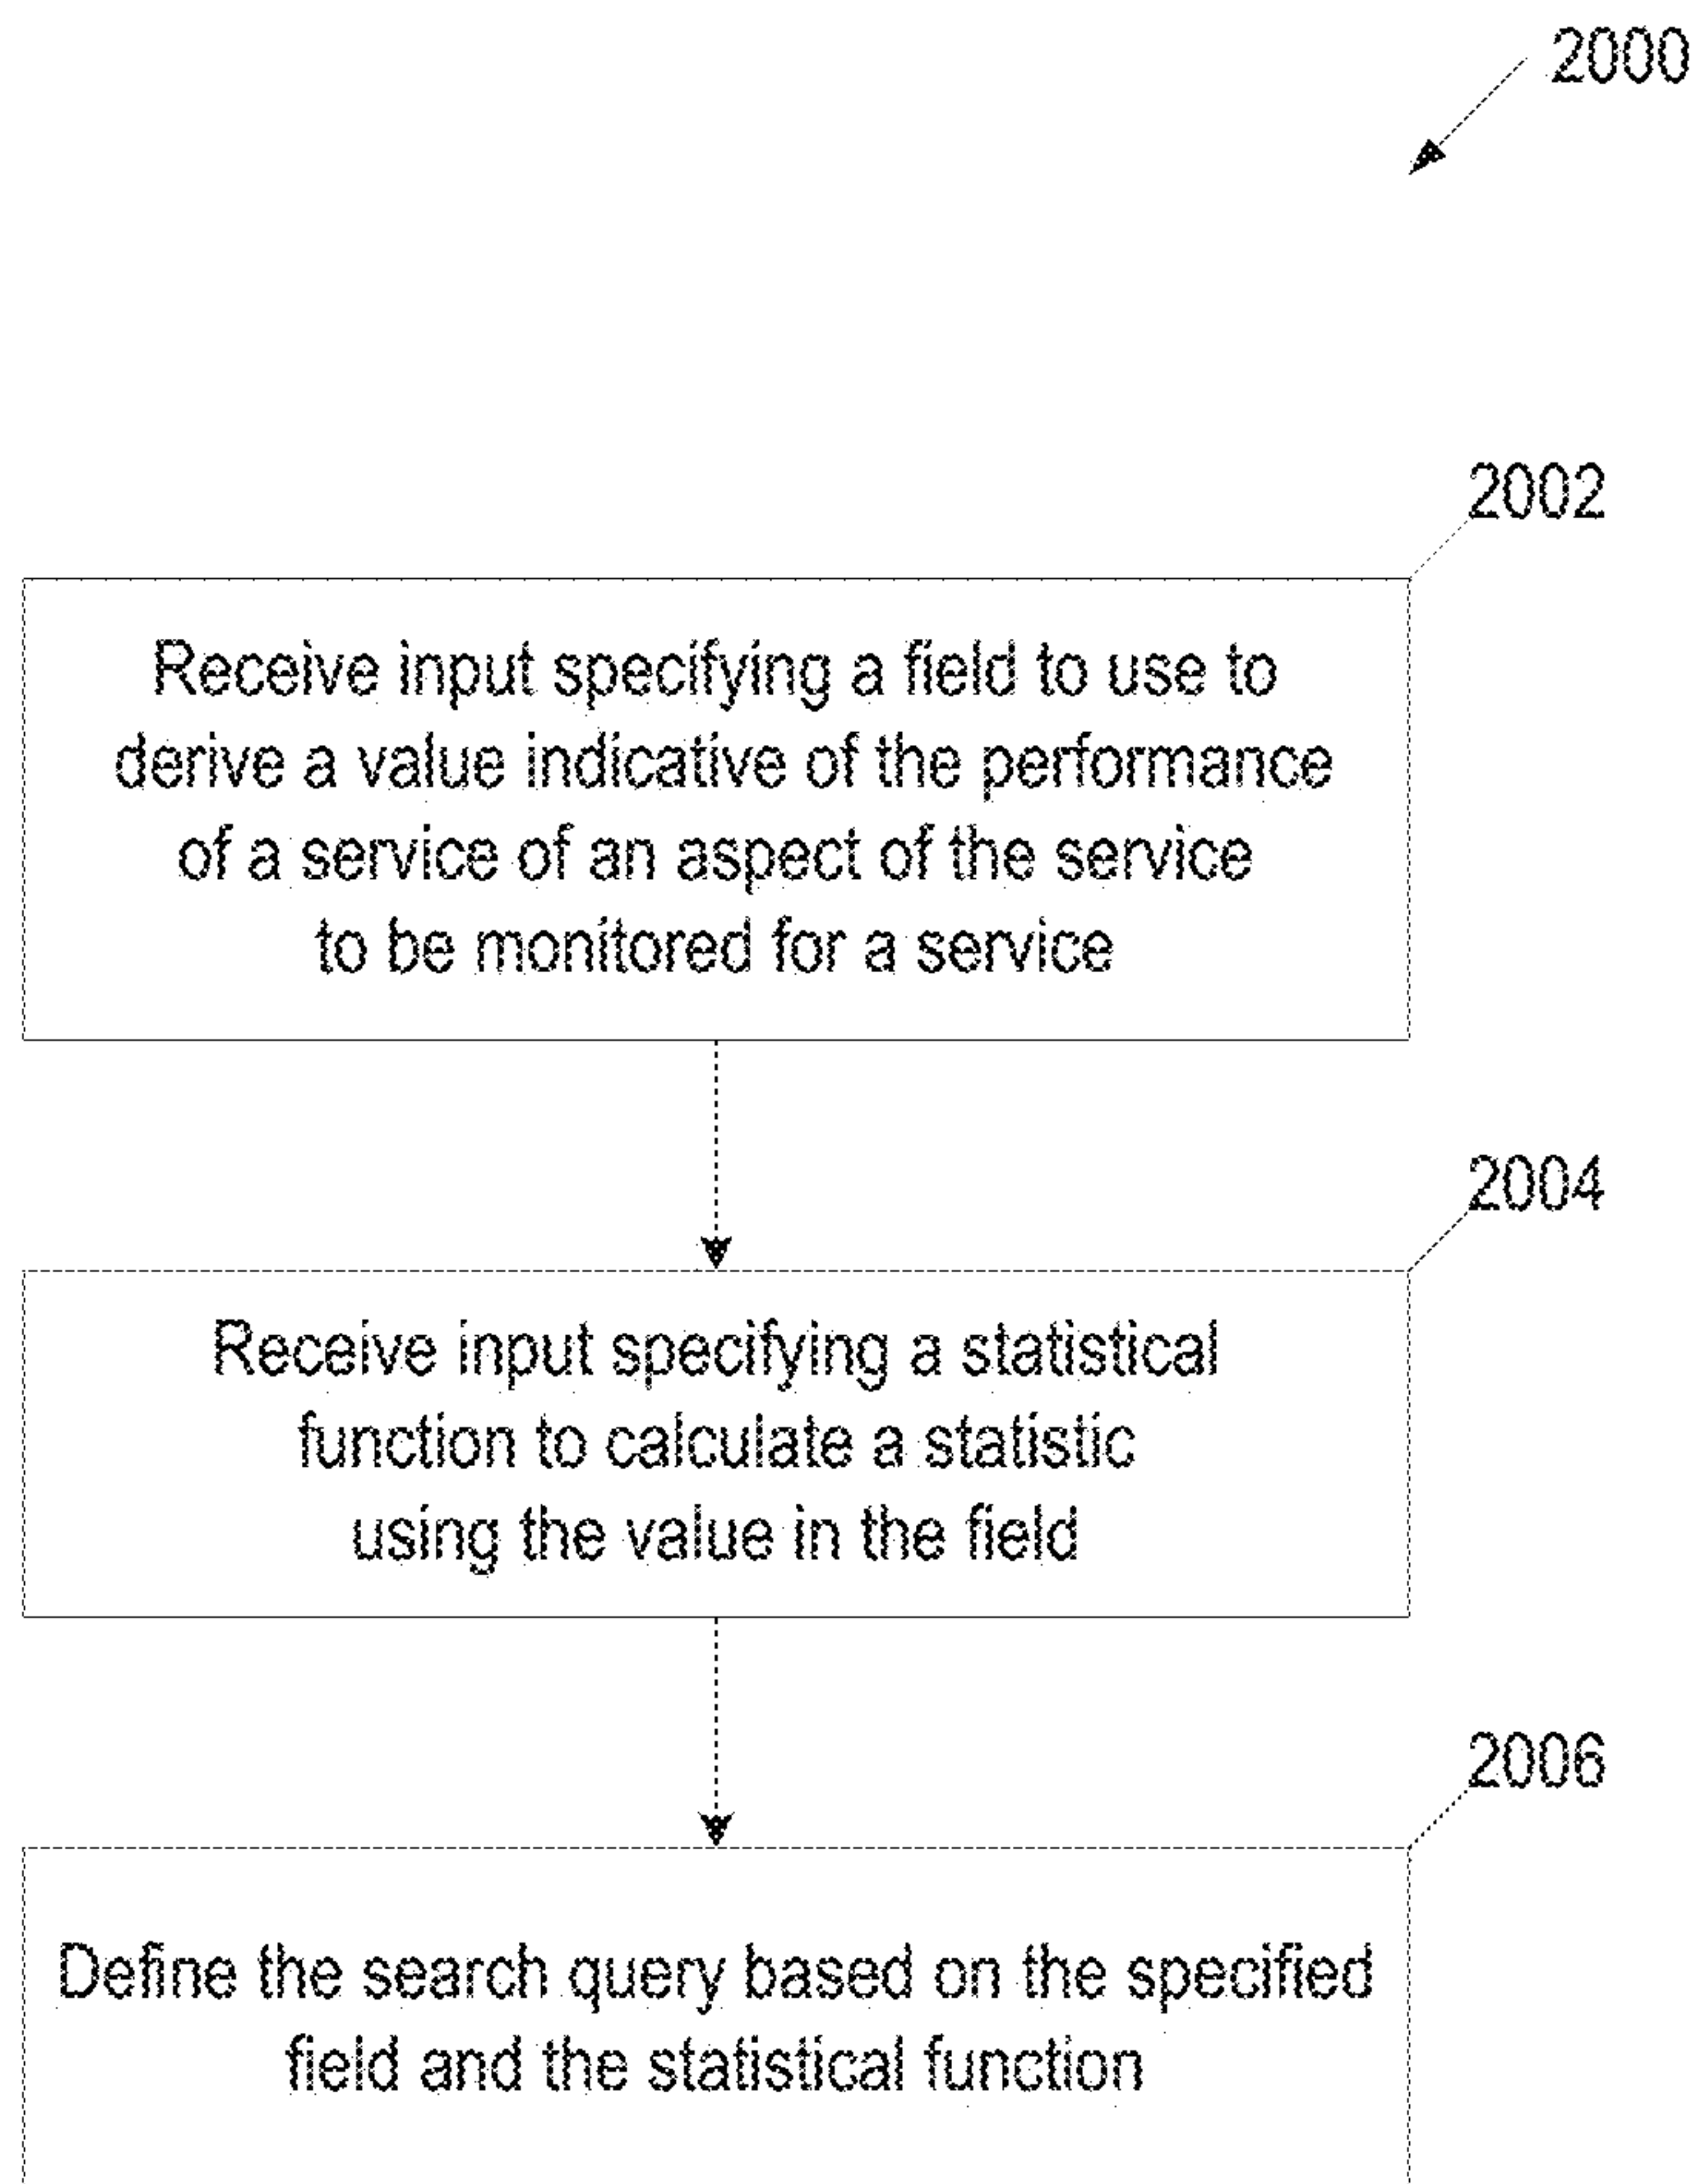 2000
2002
Receive input specifying a field to use to
derive a value indicative of the performance
of a service of an aspect of the service
to be monitored for a service
2004
Receive input specifying a statistical
function to calculate a statistic
using the value in the field
2006
Define the search query based on the specified
field and the statistical function